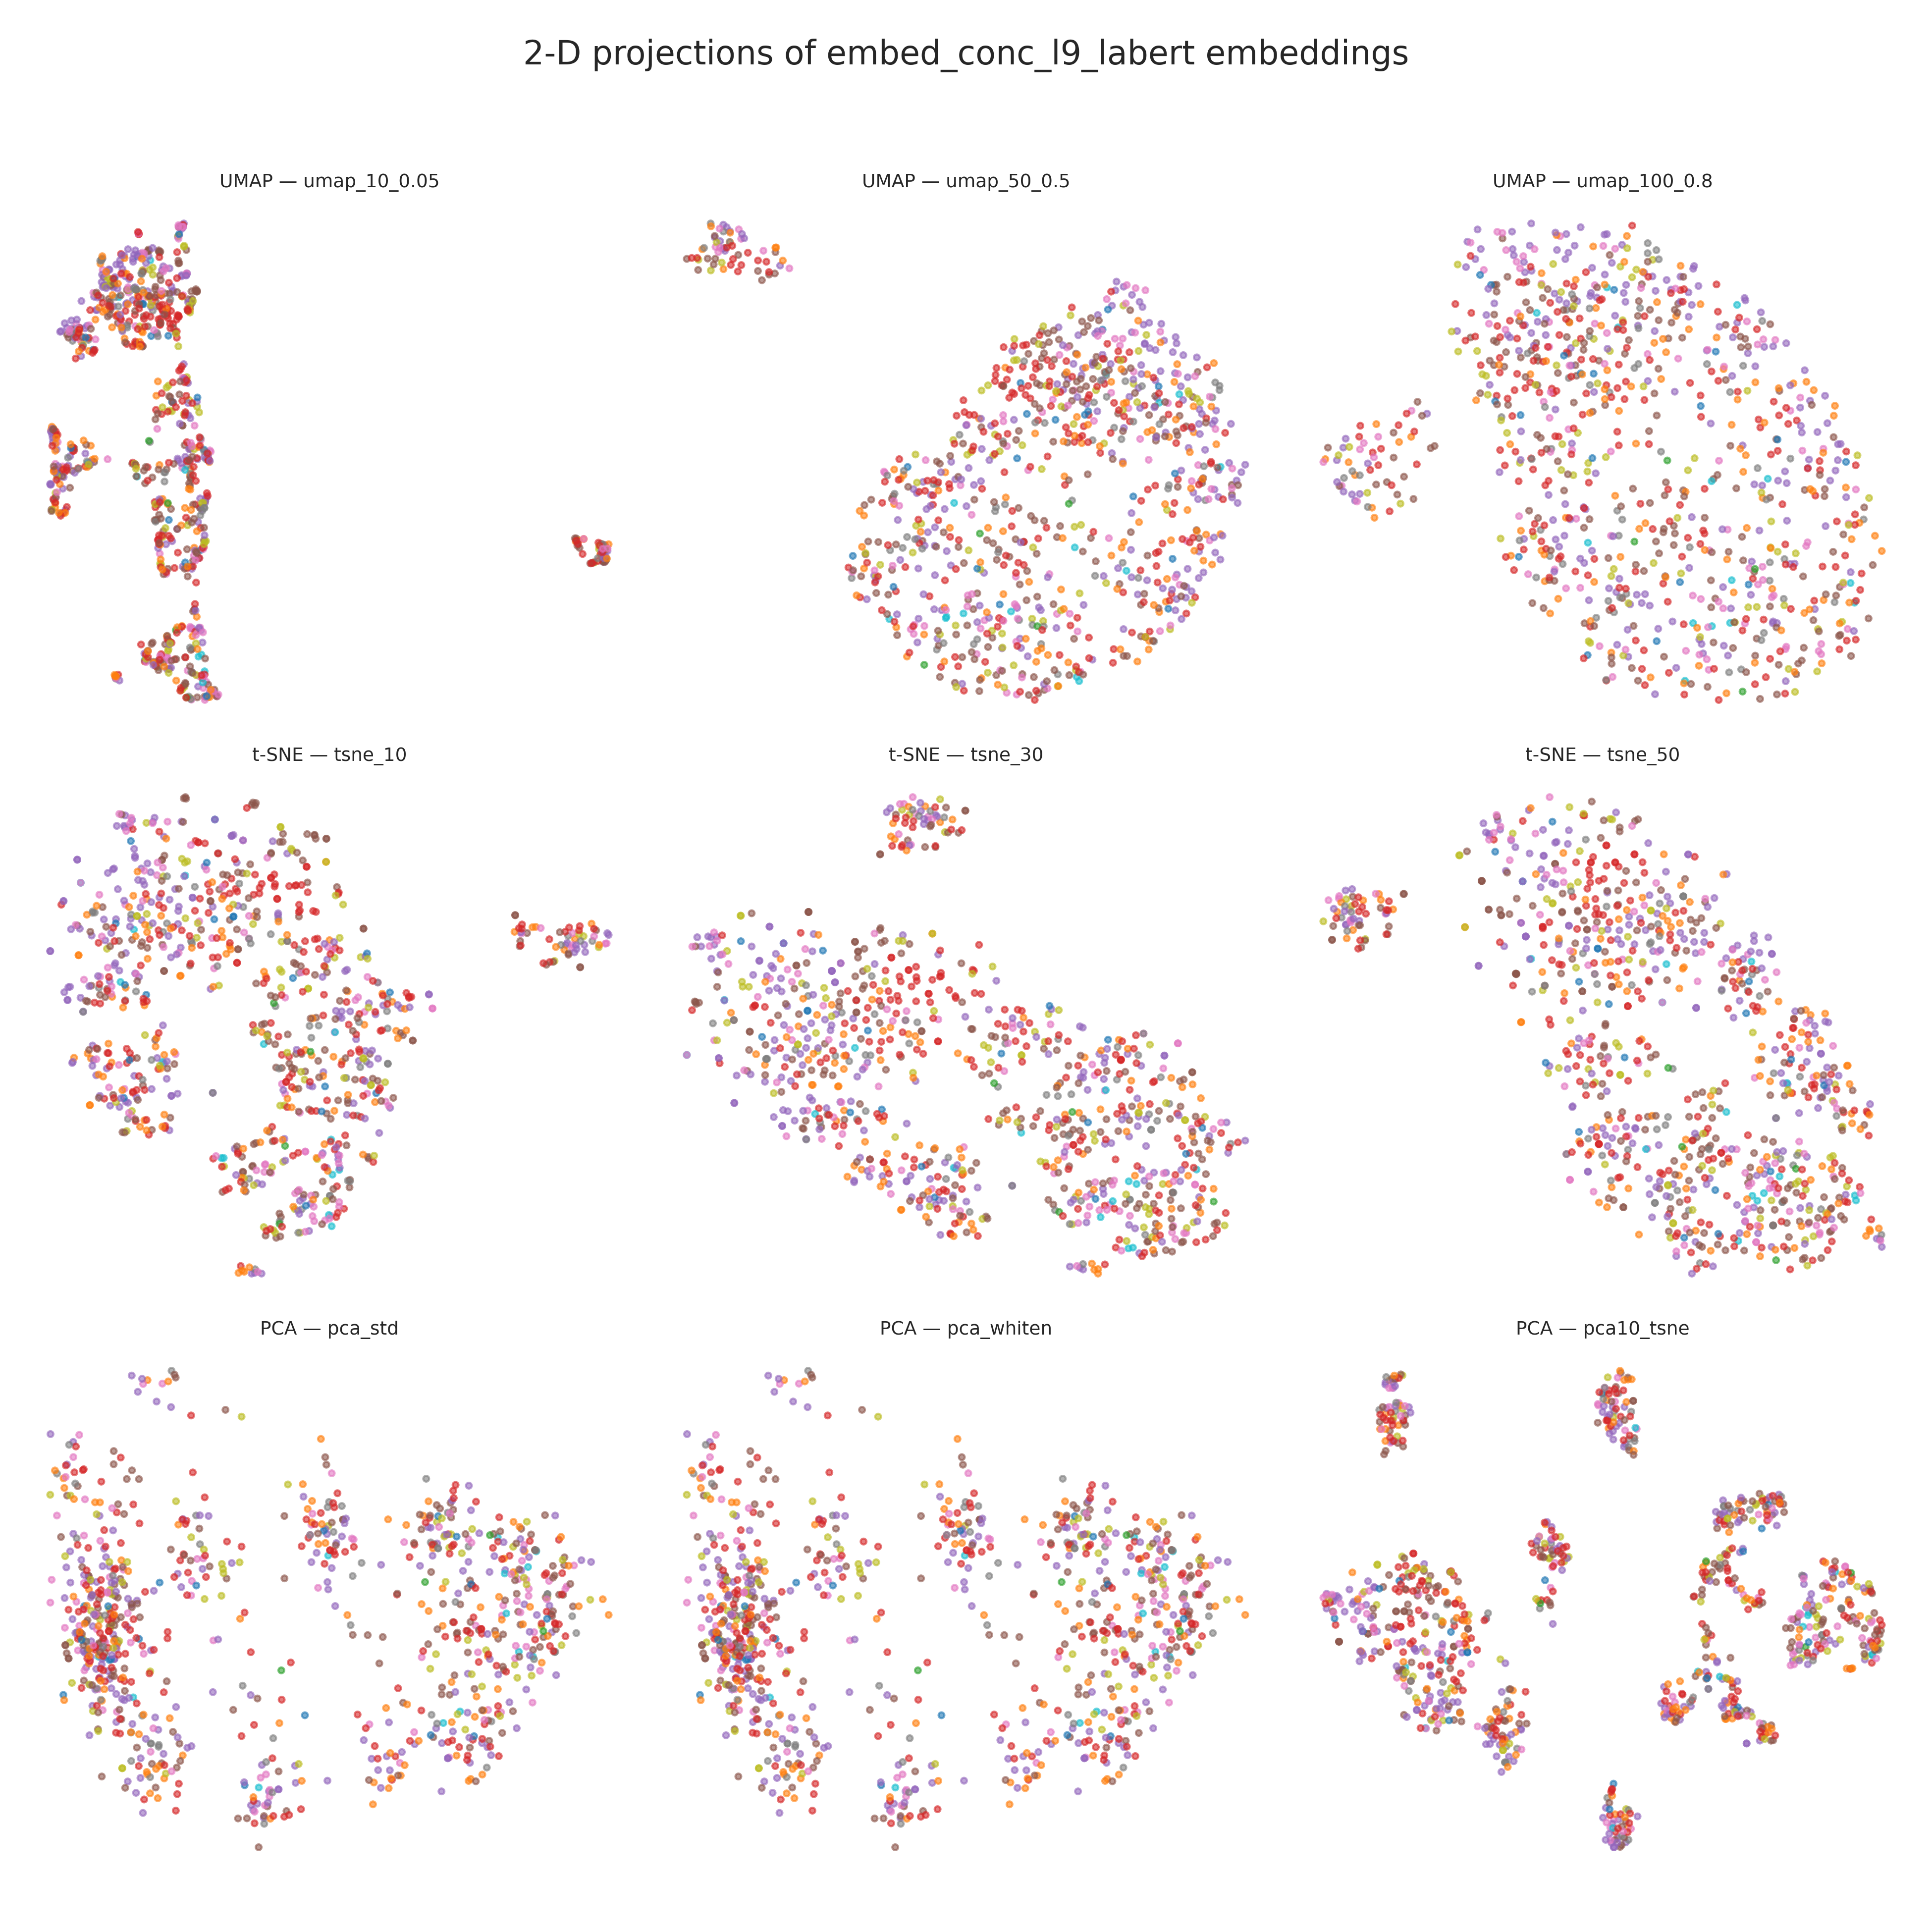 2-D projections of embed_conc_l9_labert embeddings
UMAP — umap_10_0.05
UMAP — umap_50_0.5
UMAP — umap_100_0.8
t-SNE — tsne_10
t-SNE — tsne_30
t-SNE — tsne_50
PCA — pca_std
PCA — pca_whiten
PCA — pca10_tsne